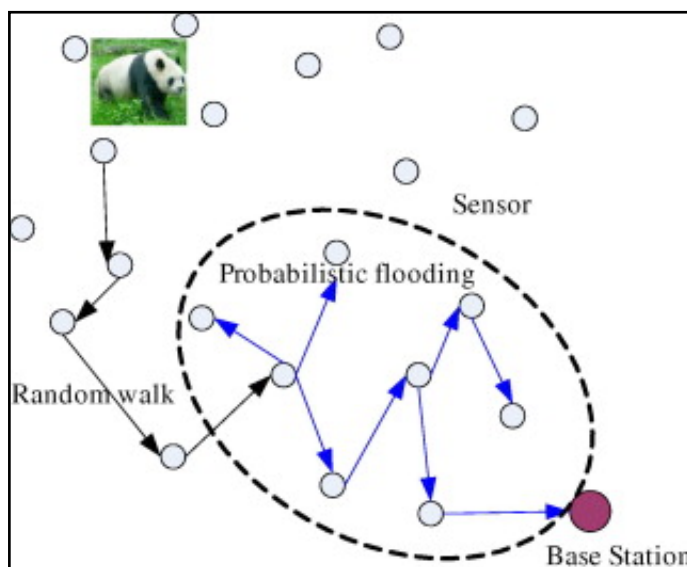 Sensor
Probabilistic flooding
Random walk
Base Station